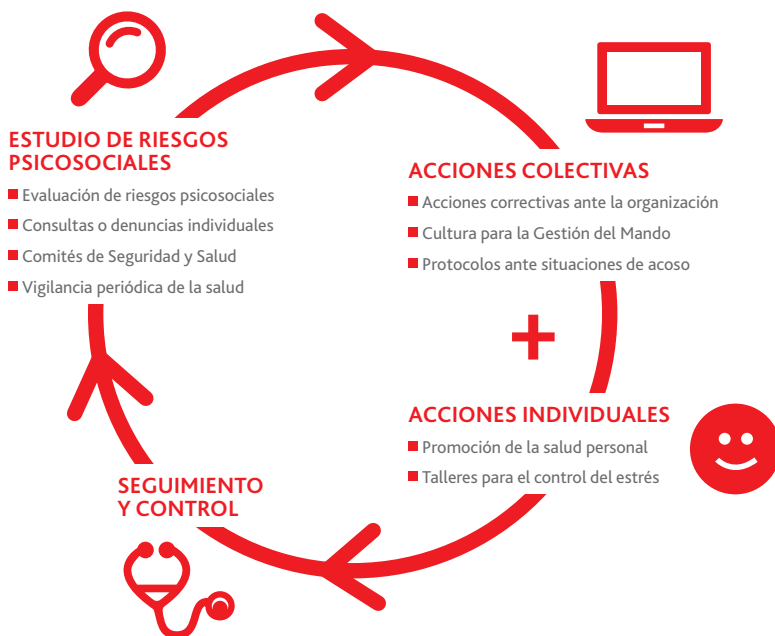 ESTUDIO DE RIESGOS
PSICOSOCIALES
Evaluación de riesgos psicosociales
Consultas o denuncias individuales
Comités de Seguridad y Salud
Vigilancia periódica de la salud
ACCIONES COLECTIVAS
Acciones correctivas ante la organización
Cultura para la Gestión del Mando
Protocolos ante situaciones de acoso
+
ACCIONES INDIVIDUALES
Promoción de la salud personal
Talleres para el control del estrés
SEGUIMIENTO
Y CONTROL